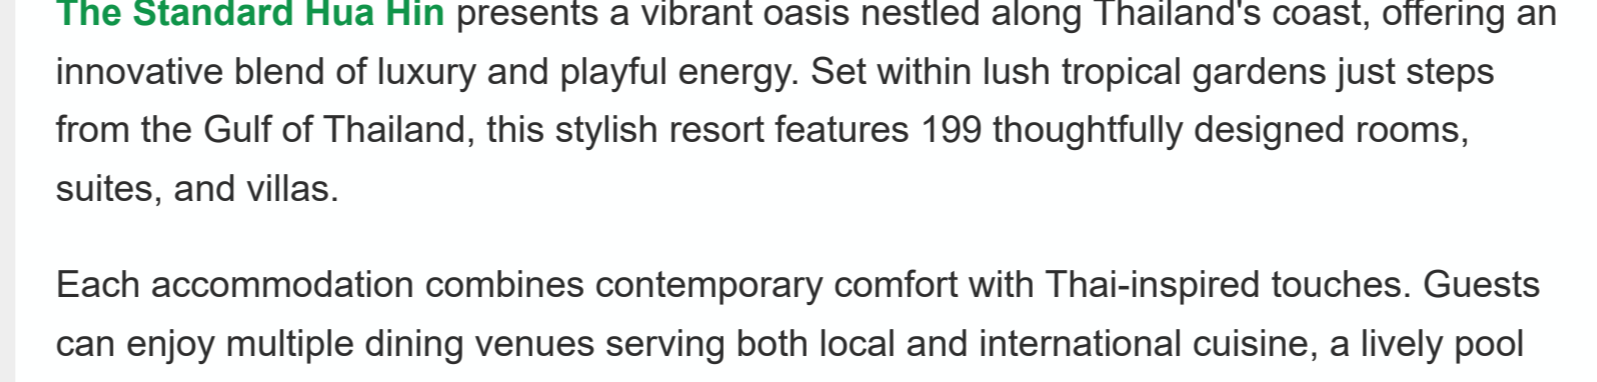 The Standard Hua Hin presents a vibrant oasis nestled along Thailand's coast, offering an
innovative blend of luxury and playful energy. Set within lush tropical gardens just steps
from the Gulf of Thailand, this stylish resort features 199 thoughtfully designed rooms,
suites, and villas.
Each accommodation combines contemporary comfort with Thai-inspired touches. Guests
can enjoy multiple dining venues serving both local and international cuisine, a lively pool